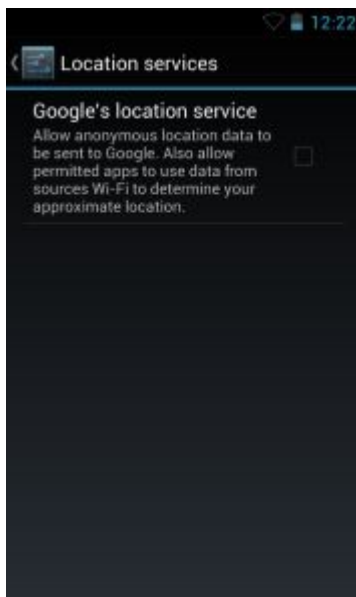 12:22
Location services
Google's location service
Allow anonymous location data to
be sent to Google. Also allow
permitted apps to use data from
sources Wi-Fi to determine your
approximate location.